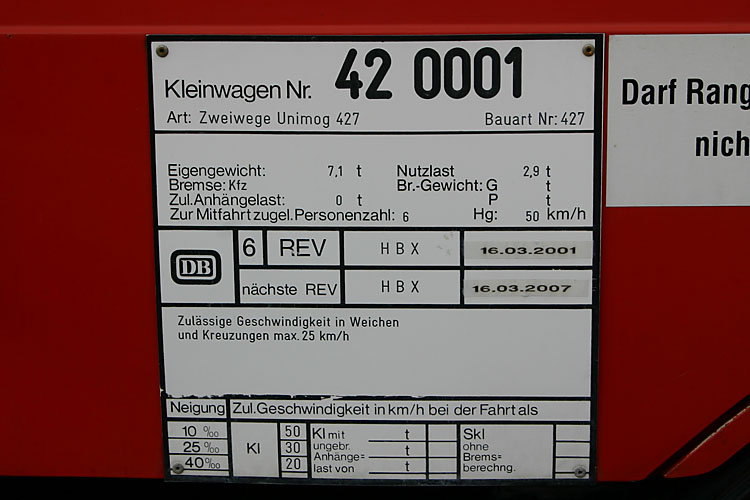 Kleinwagen Nr. 42 0001
Art: Zweiwege Unimog 427 Bauart Nr: 427
Darf Rang
nich
Eigengewicht: 7,1 t Nutzlast 2,9 t
Bremse: Kfz Br.-Gewicht: G t
Zul. Anhängelast: 0 t P t
Zur Mitfahrt zugel. Personenzahl: 6 Hg: 50 km/h
DB 6 REV HBX 16.03.2001
nächste REV HBX 16.03.2007
Zulässige Geschwindigkeit in Weichen
und Kreuzungen max. 25 km/h
Neigung Zul. Geschwindigkeit in km/h bei der Fahrt als
10 ‰ Kl 50 Kl mit t Skl
25 ‰ 30 ungebr. t ohne
40 ‰ 20 Anhänge= Brems=
last von t berechng.